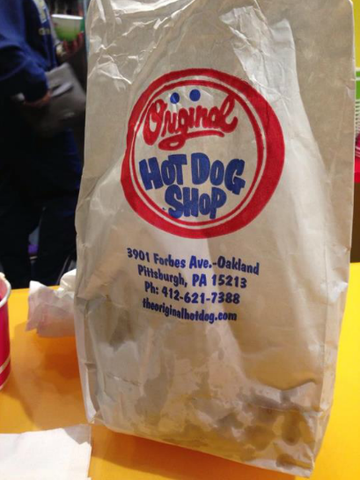 Original
HOT DOG
SHOP
3901 Forbes Ave.-Oakland
Pittsburgh, PA 15213
Ph: 412-621-7388
theoriginalhotdog.com